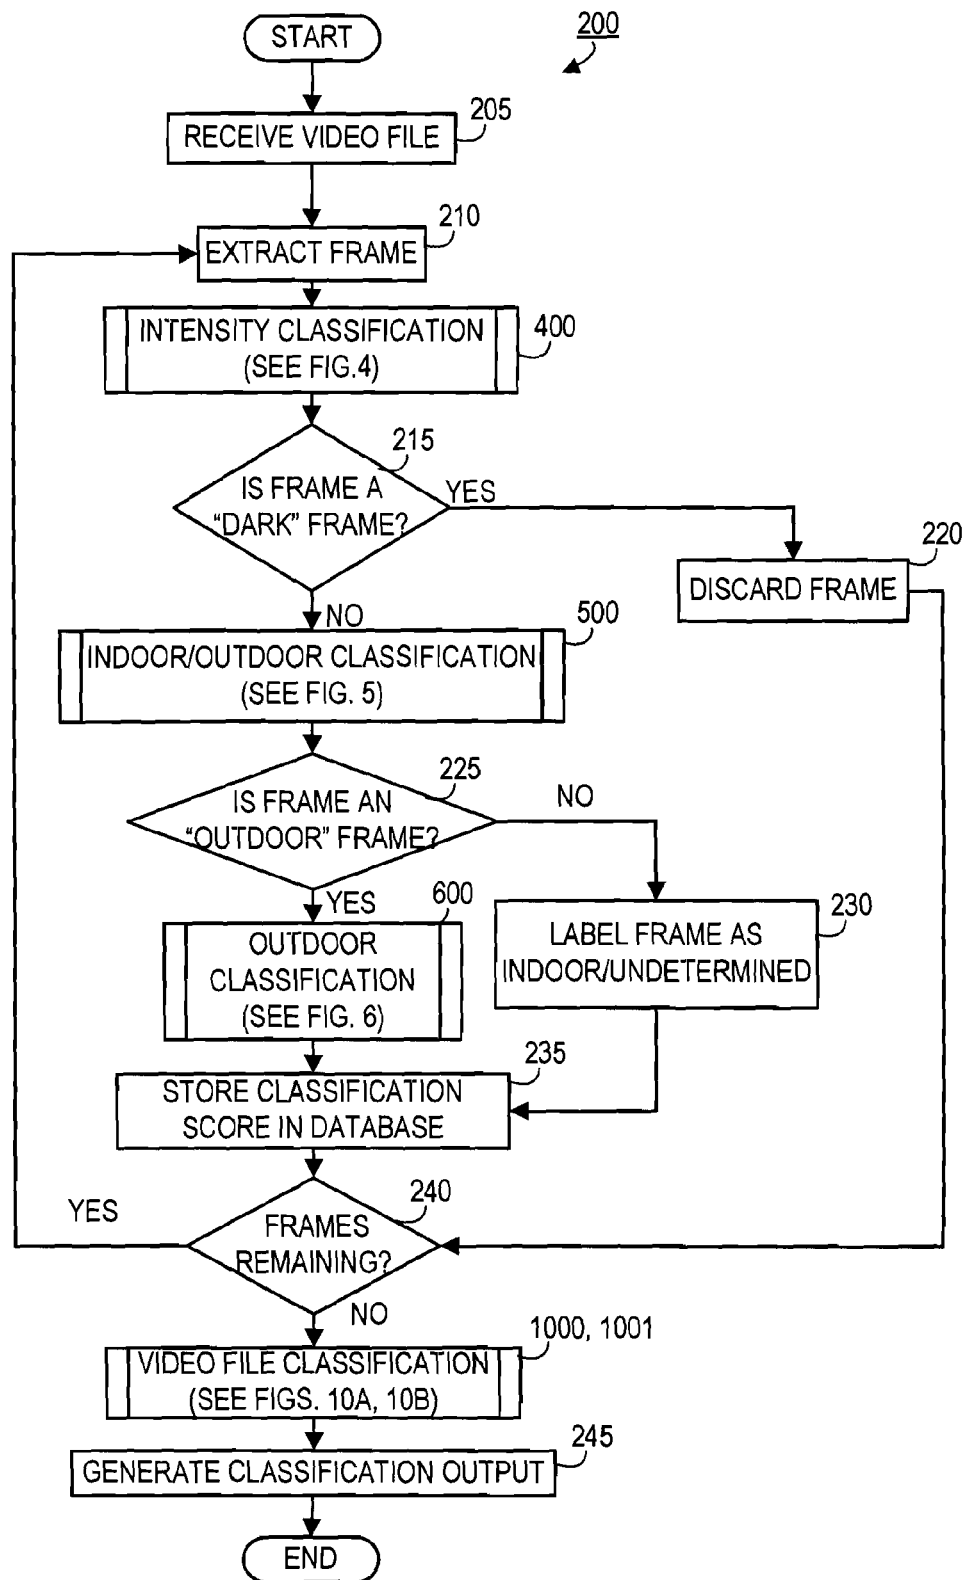 START
200
205
RECEIVE VIDEO FILE
210
EXTRACT FRAME
INTENSITY CLASSIFICATION
(SEE FIG.4)
400
215
IS FRAME A
“DARK” FRAME?
YES
220
DISCARD FRAME
NO
500
INDOOR/OUTDOOR CLASSIFICATION
(SEE FIG. 5)
225
IS FRAME AN
“OUTDOOR” FRAME?
NO
YES
600
OUTDOOR
CLASSIFICATION
(SEE FIG. 6)
230
LABEL FRAME AS
INDOOR/UNDETERMINED
235
STORE CLASSIFICATION
SCORE IN DATABASE
240
YES
FRAMES
REMAINING?
NO
1000, 1001
VIDEO FILE CLASSIFICATION
(SEE FIGS. 10A, 10B)
245
GENERATE CLASSIFICATION OUTPUT
END